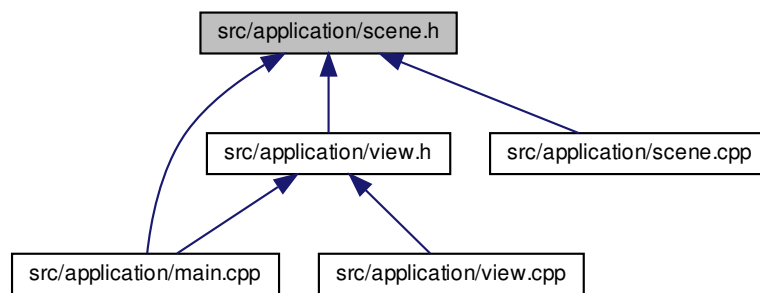 src/application/scene.h
src/application/view.h
src/application/scene.cpp
src/application/main.cpp
src/application/view.cpp